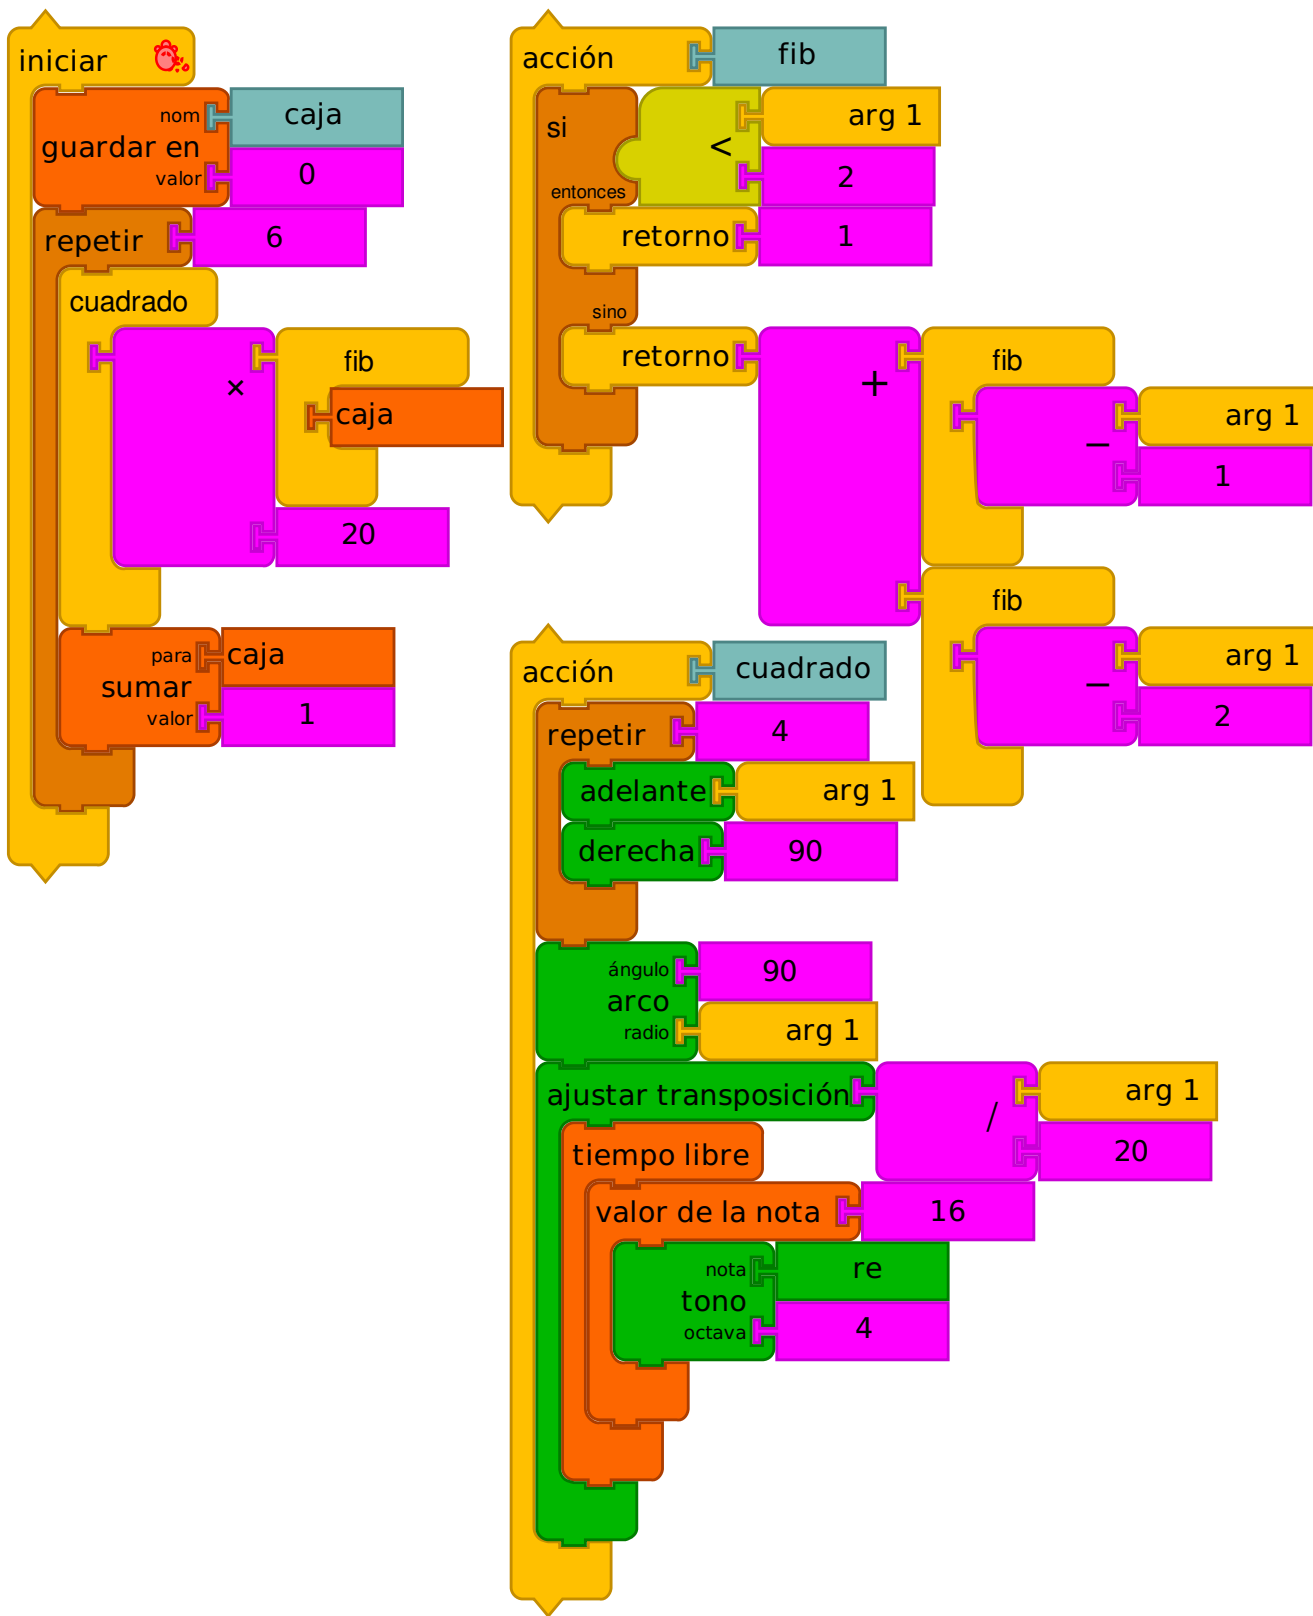 iniciar
nom caja
guardar en
valor 0
repetir 6
cuadrado
× fib
caja
20
para caja
sumar
valor 1
acción fib
si < arg 1
2
entonces
retorno 1
sino
retorno + fib
− arg 1
1
fib
− arg 1
2
acción cuadrado
repetir 4
adelante arg 1
derecha 90
ángulo 90
arco
radio arg 1
ajustar transposición / arg 1
20
tiempo libre
valor de la nota 16
nota re
tono
octava 4